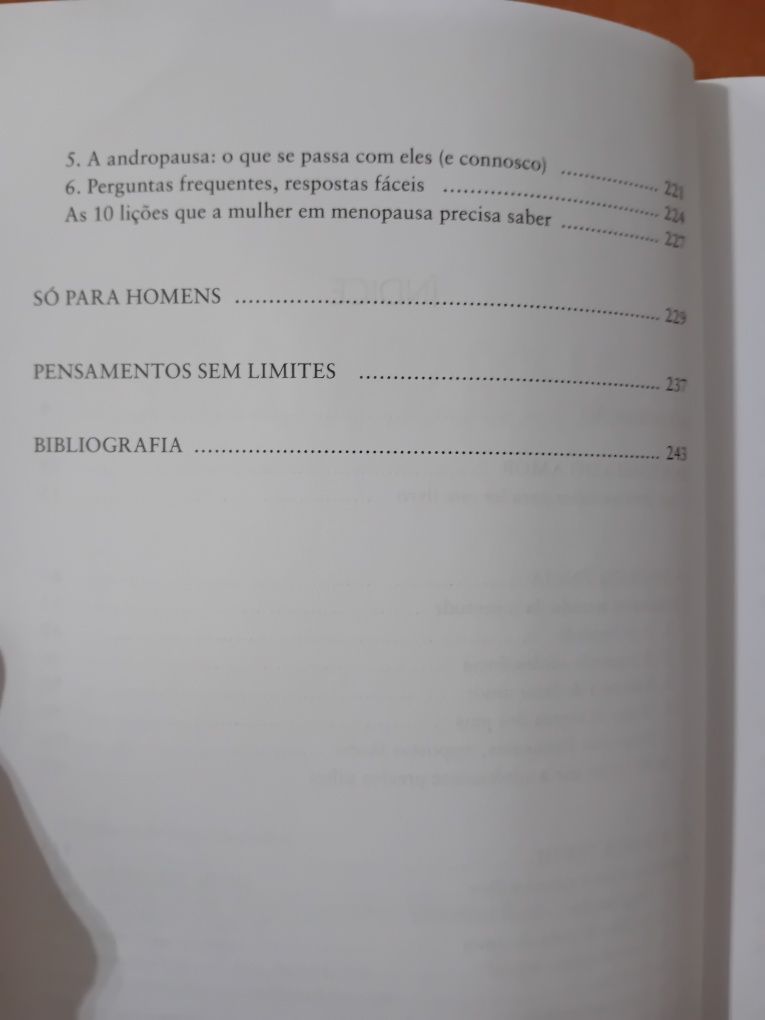 5. A andropausa: o que se passa com eles (e connosco) ............... 221
6. Perguntas frequentes, respostas fáceis ............... 224
As 10 lições que a mulher em menopausa precisa saber ............... 227
SÓ PARA HOMENS ............... 229
PENSAMENTOS SEM LIMITES ............... 237
BIBLIOGRAFIA ............... 243